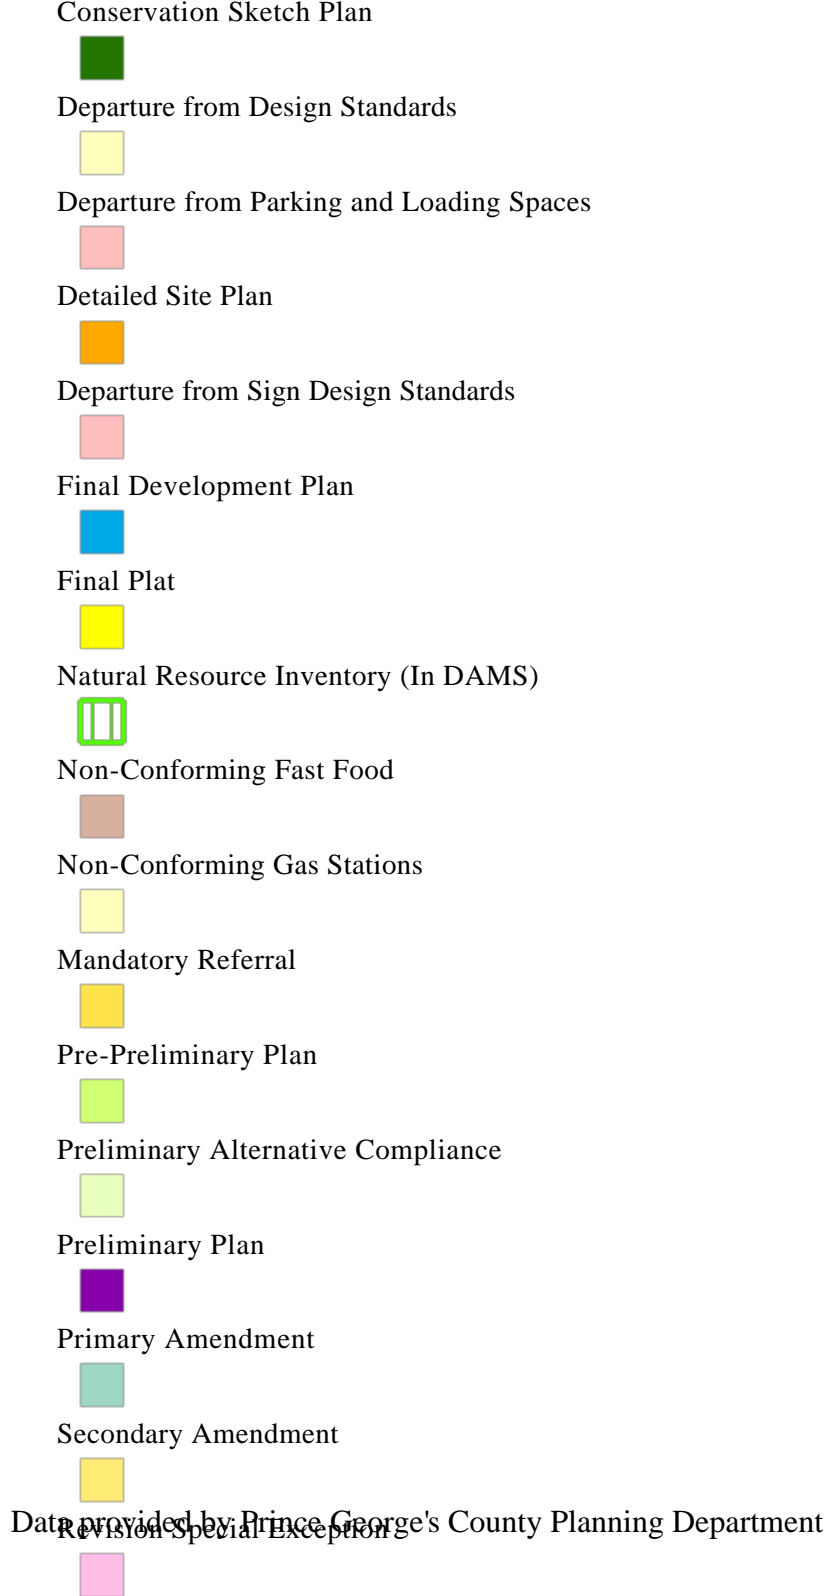 Conservation Sketch Plan
Departure from Design Standards
Departure from Parking and Loading Spaces
Detailed Site Plan
Departure from Sign Design Standards
Final Development Plan
Final Plat
Natural Resource Inventory (In DAMS)
Non-Conforming Fast Food
Non-Conforming Gas Stations
Mandatory Referral
Pre-Preliminary Plan
Preliminary Alternative Compliance
Preliminary Plan
Primary Amendment
Secondary Amendment
Data provided by Prince George's County Planning Department
Revision Special Exception